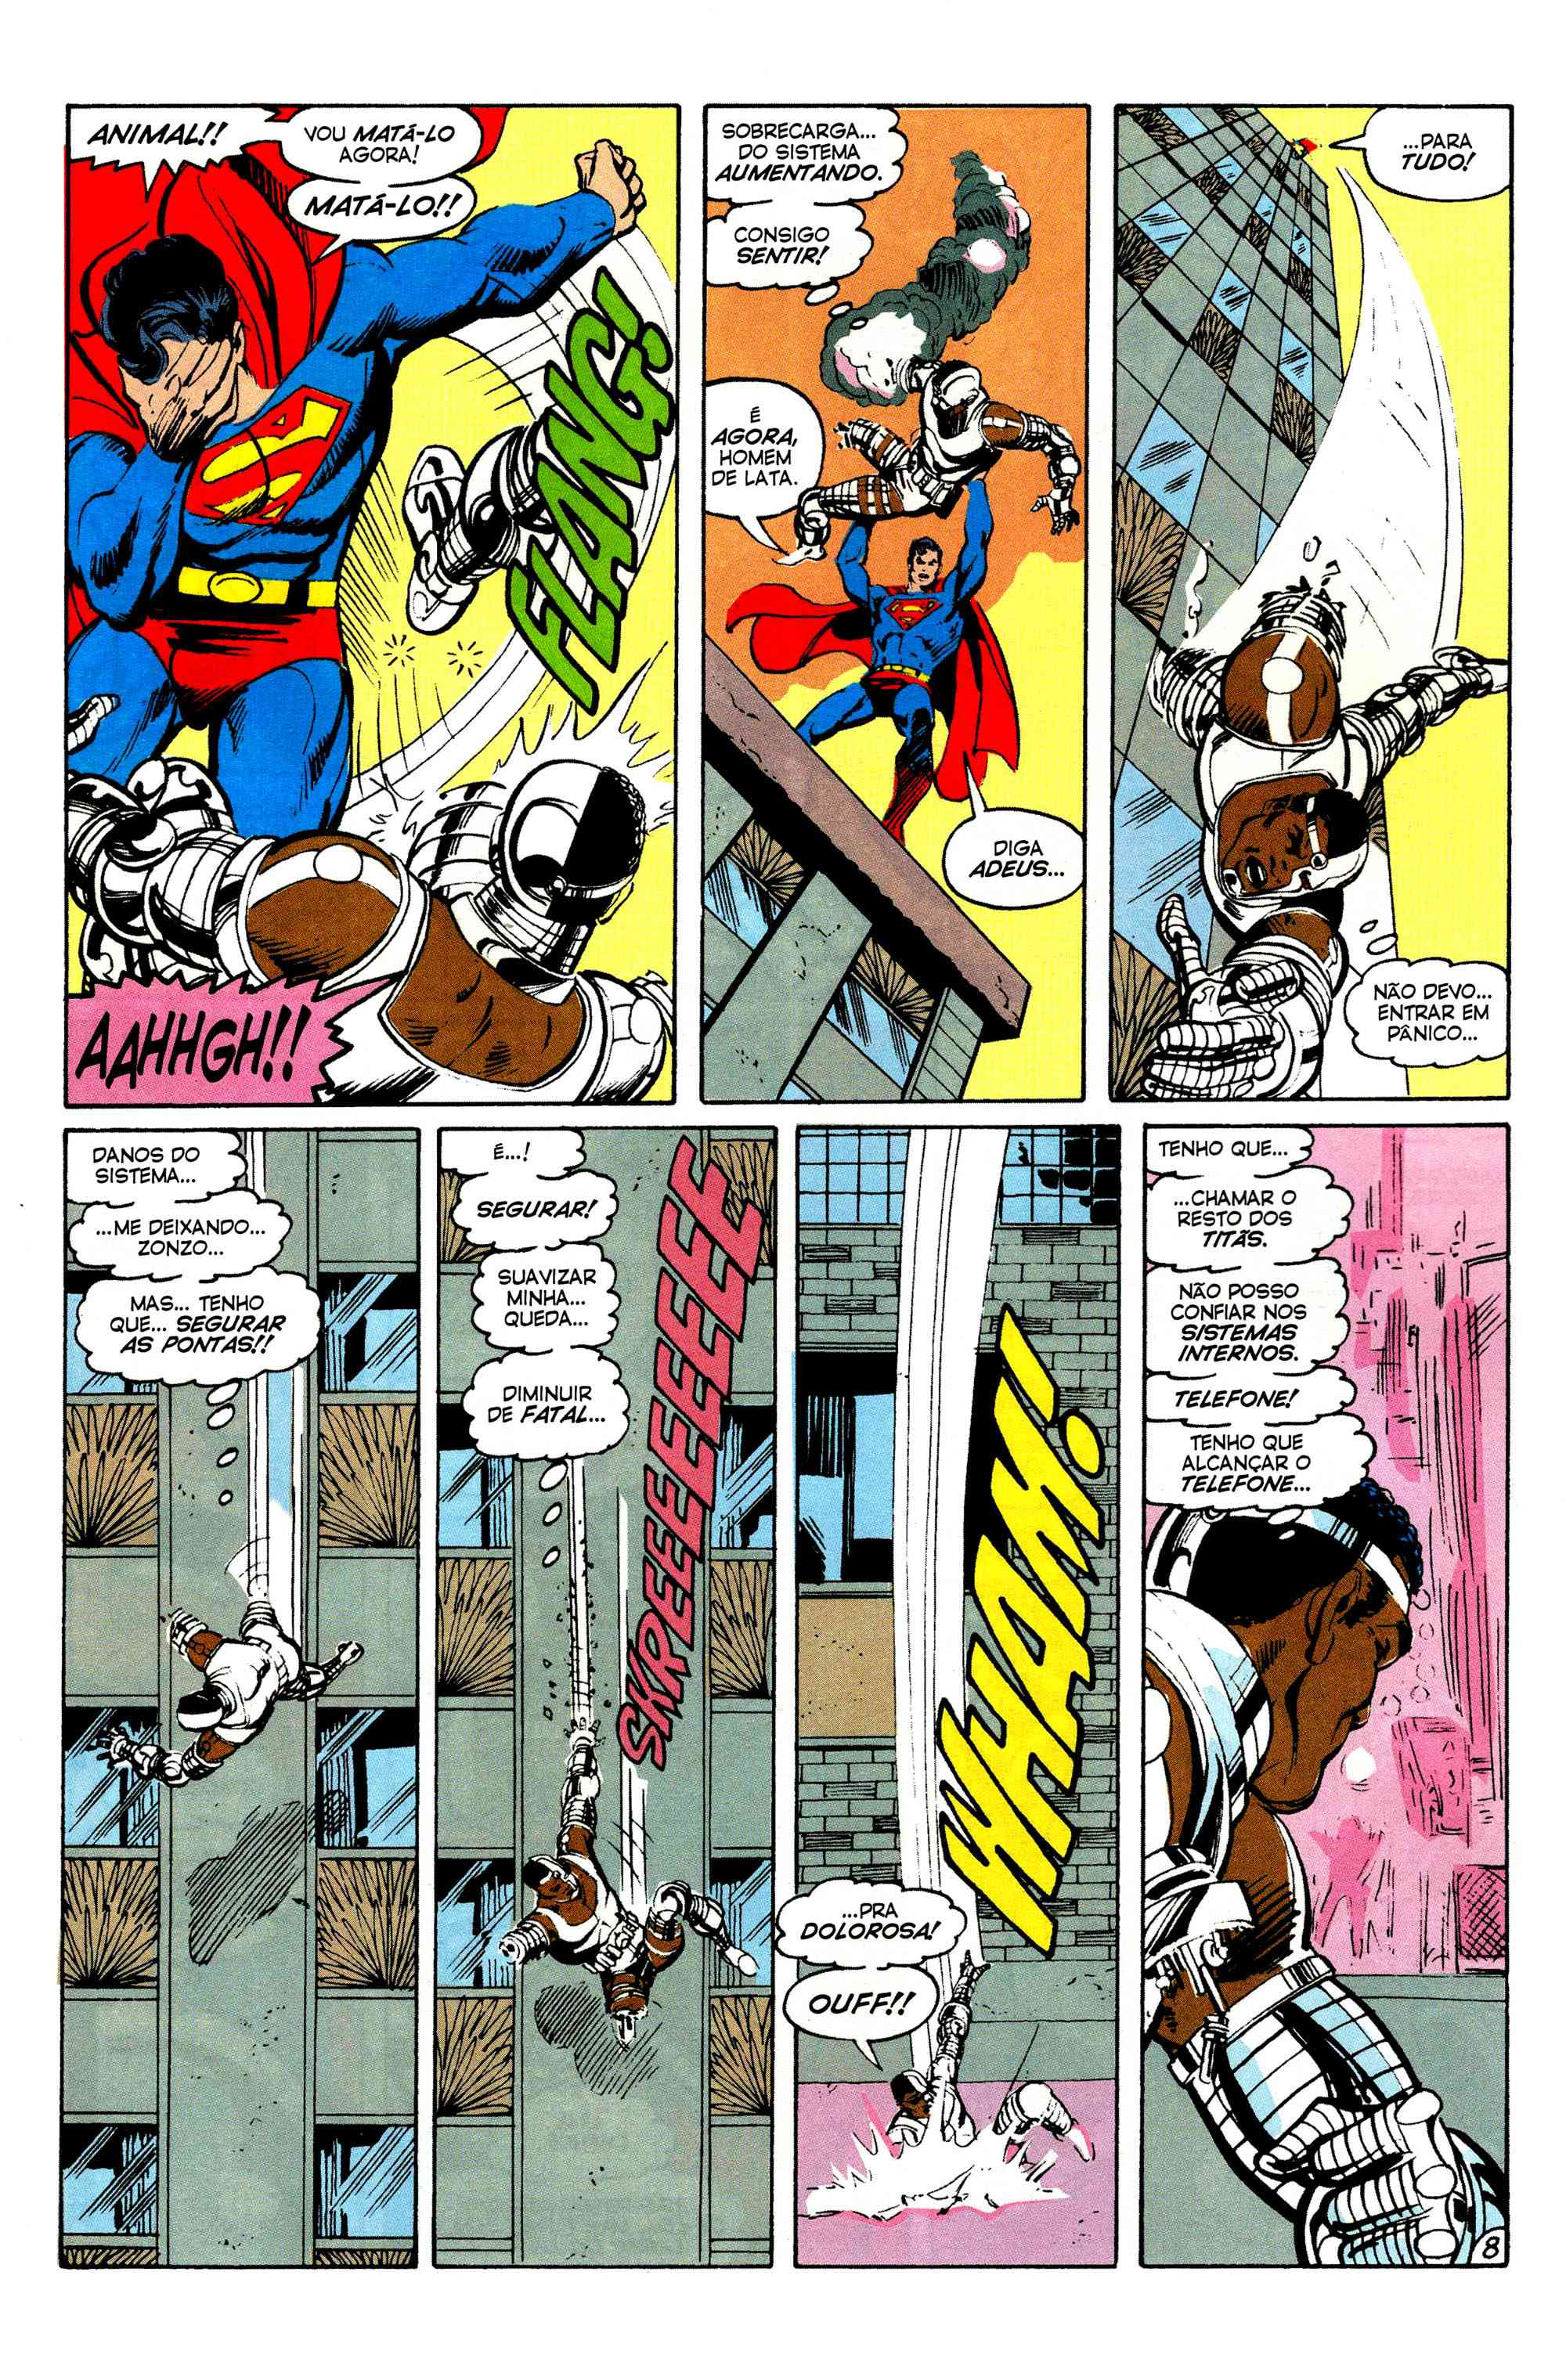 ANIMAL!!
VOU MATÁ-LO
AGORA!
MATÁ-LO!!
FLANG!
AAHHGH!!
SOBRECARGA...
DO SISTEMA
AUMENTANDO.
CONSIGO
SENTIR!
É
AGORA,
HOMEM
DE LATA.
DIGA
ADEUS...
...PARA
TUDO!
NÃO DEVO...
ENTRAR EM
PÂNICO...
DANOS DO
SISTEMA...
...ME DEIXANDO...
ZONZO...
MAS... TENHO
QUE... SEGURAR
AS PONTAS!!
É...!
SEGURAR!
SUAVIZAR
MINHA...
QUEDA...
DIMINUIR
DE FATAL...
SKREEEEEEEEEE
...PRA
DOLOROSA!
OUFF!!
WHAM!
TENHO QUE...
...CHAMAR O
RESTO DOS
TITÃS.
NÃO POSSO
CONFIAR NOS
SISTEMAS
INTERNOS.
TELEFONE!
TENHO QUE
ALCANÇAR O
TELEFONE...
8